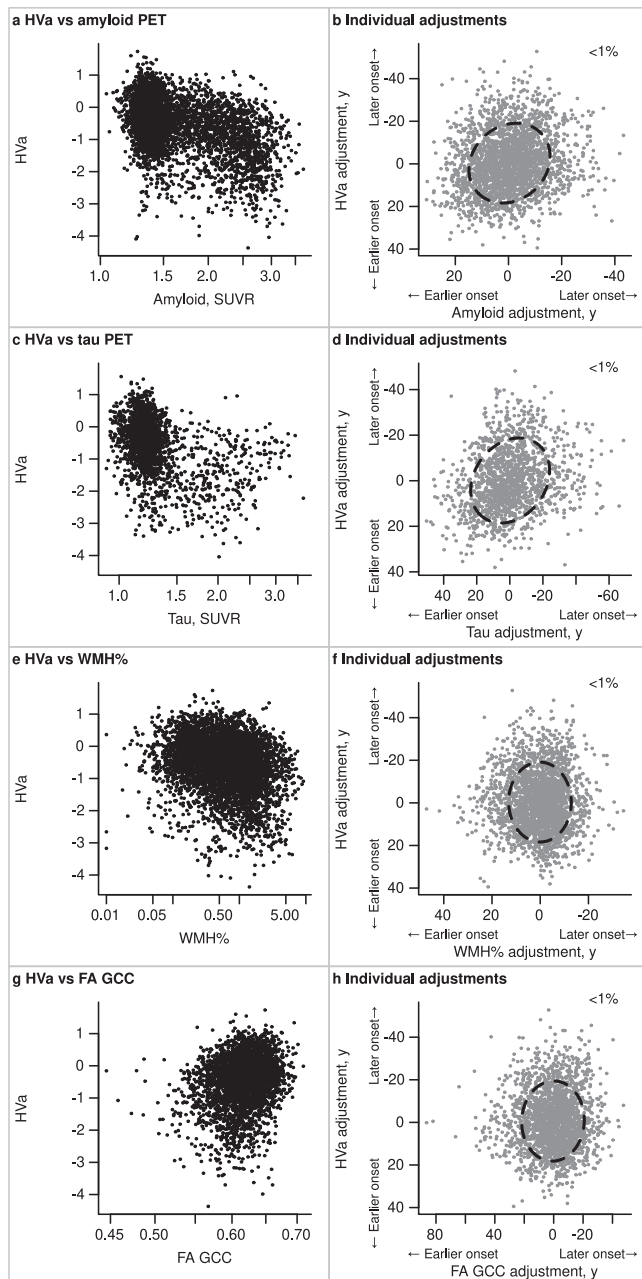 a HVa vs amyloid PET
HVa
1
0
-1
-2
-3
-4
1.0
1.5
2.0
3.0
Amyloid, SUVR
b Individual adjustments
<1%
HVa adjustment, y
← Earlier onset
Later onset→
-40
-20
0
20
40
20
0
-20
-40
← Earlier onset
Later onset→
Amyloid adjustment, y
c HVa vs tau PET
HVa
1
0
-1
-2
-3
-4
1.0
1.5
2.0
3.0
Tau, SUVR
d Individual adjustments
<1%
HVa adjustment, y
← Earlier onset
Later onset→
-40
-20
0
20
40
40
20
0
-20
-60
← Earlier onset
Later onset→
Tau adjustment, y
e HVa vs WMH%
HVa
1
0
-1
-2
-3
-4
0.01
0.05
0.50
5.00
WMH%
f Individual adjustments
<1%
HVa adjustment, y
← Earlier onset
Later onset→
-40
-20
0
20
40
40
20
0
-20
← Earlier onset
Later onset→
WMH% adjustment, y
g HVa vs FA GCC
HVa
1
0
-1
-2
-3
-4
0.45
0.50
0.60
0.70
FA GCC
h Individual adjustments
<1%
HVa adjustment, y
← Earlier onset
Later onset→
-40
-20
0
20
40
80
60
40
20
0
-20
← Earlier onset
Later onset→
FA GCC adjustment, y